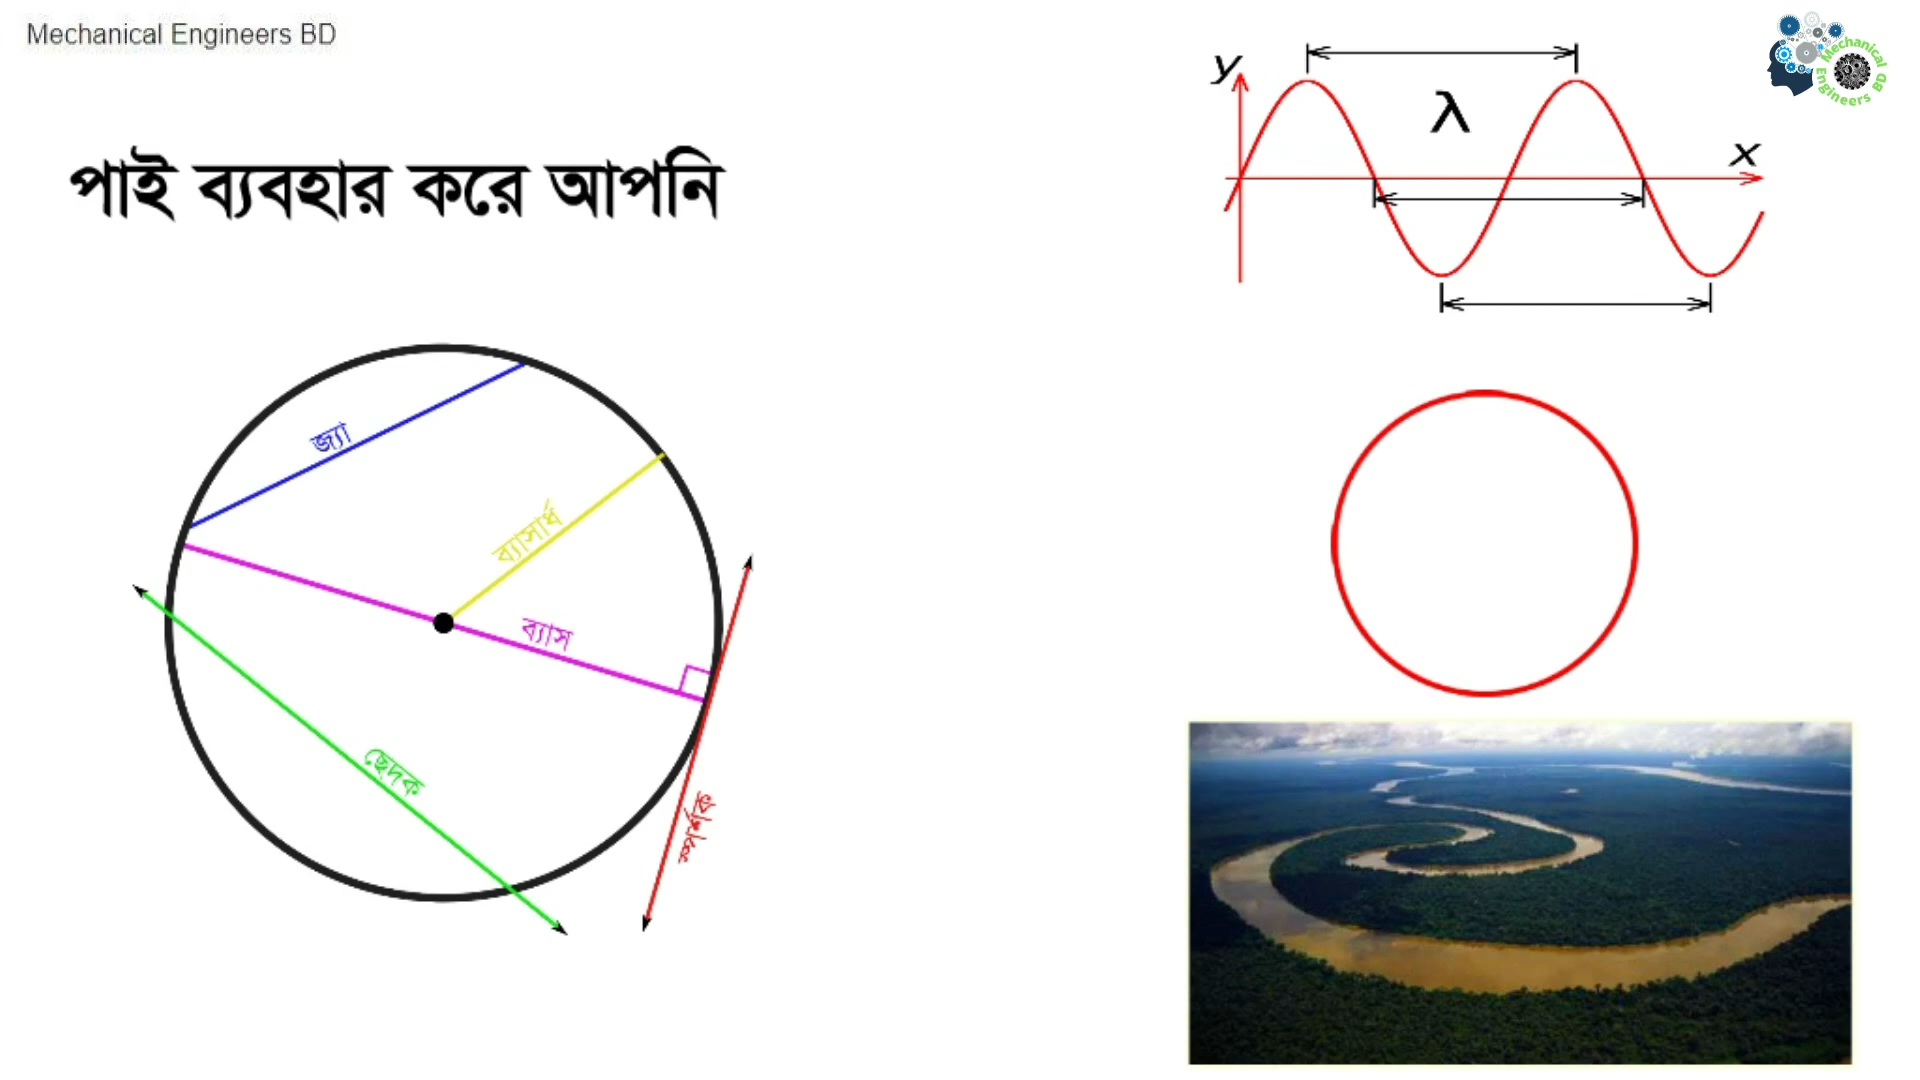 Mechanical Engineers BD
পাই ব্যবহার করে আপনি
y
λ
x
Mechanical Engineers BD
জ্যা
ব্যাসার্ধ
ব্যাস
ছেদক
স্পর্শক